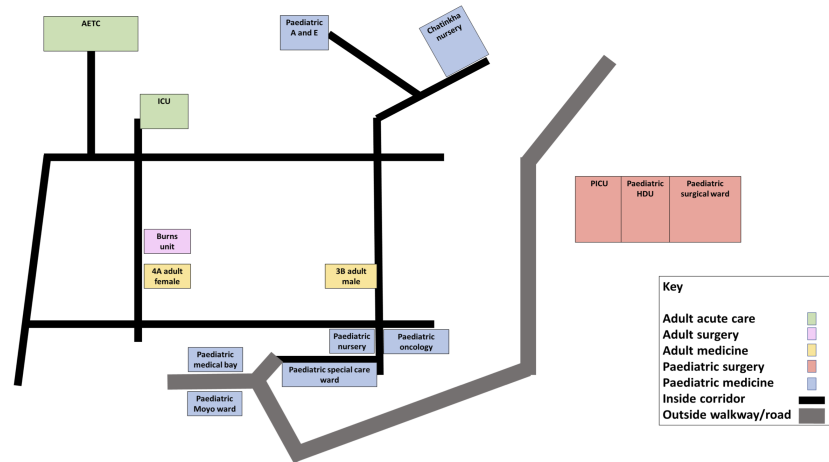 AETC
Paediatric
A and E
Chatinkha
nursery
ICU
PICU
Paediatric
HDU
Paediatric
surgical ward
Burns
unit
4A adult
female
3B adult
male
Paediatric
nursery
Paediatric
oncology
Paediatric
medical bay
Paediatric special care
ward
Paediatric
Moyo ward
Key
Adult acute care
Adult surgery
Adult medicine
Paediatric surgery
Paediatric medicine
Inside corridor
Outside walkway/road